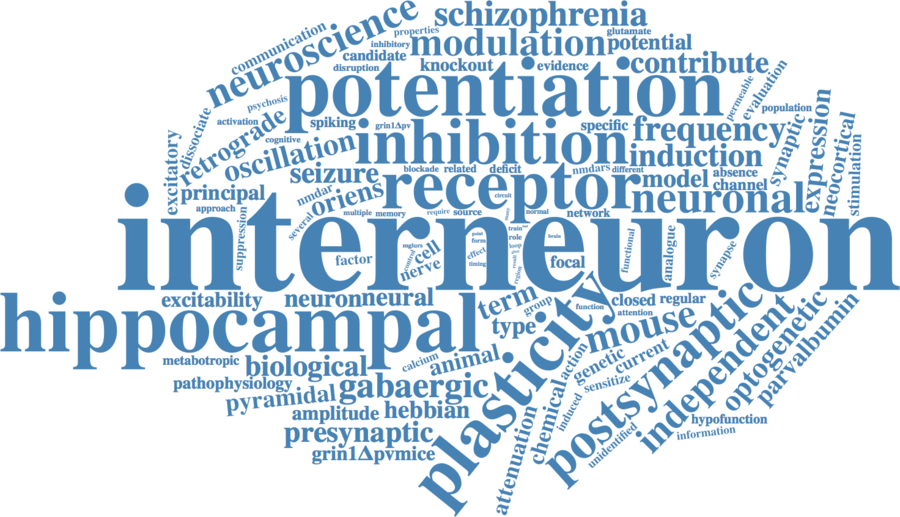 schizophrenia
communication
properties
glutamate
neuroscience
inhibitory
modulation
potential
candidate
disruption
knockout
evidence
contribute
potentiation
permeable
evaluation
psychosis
dissociate
activation
retrograde
cognitive
spiking
grin1Δpv
specific
frequency
population
synaptic
expression
neocortical
stimulation
excitatory
oscillation
inhibition
induction
seizure
blockade
related
deficit
nmdars
different
model
absence
channel
principal
nmdar
oriens
receptor
circuit
neuronal
approach
several
multiple
memory
require
source
normal
network
suppression
interneuron
train
point
form
role
loop
brain
mglurs
control
cell
nerve
effect
timing
result
region
factor
focal
functional
analogue
synapse
excitability
neuron
neural
term
group
type
function
closed
regular
attention
hippocampal
plasticity
mouse
postsynaptic
independent
optogenetic
parvalbumin
metabotropic
biological
calcium
animal
action
genetic
current
sensitize
pathophysiology
gabaergic
pyramidal
amplitude
hebbian
presynaptic
grin1Δpvmice
attenuation
chemical
induced
unidentified
hypofunction
information